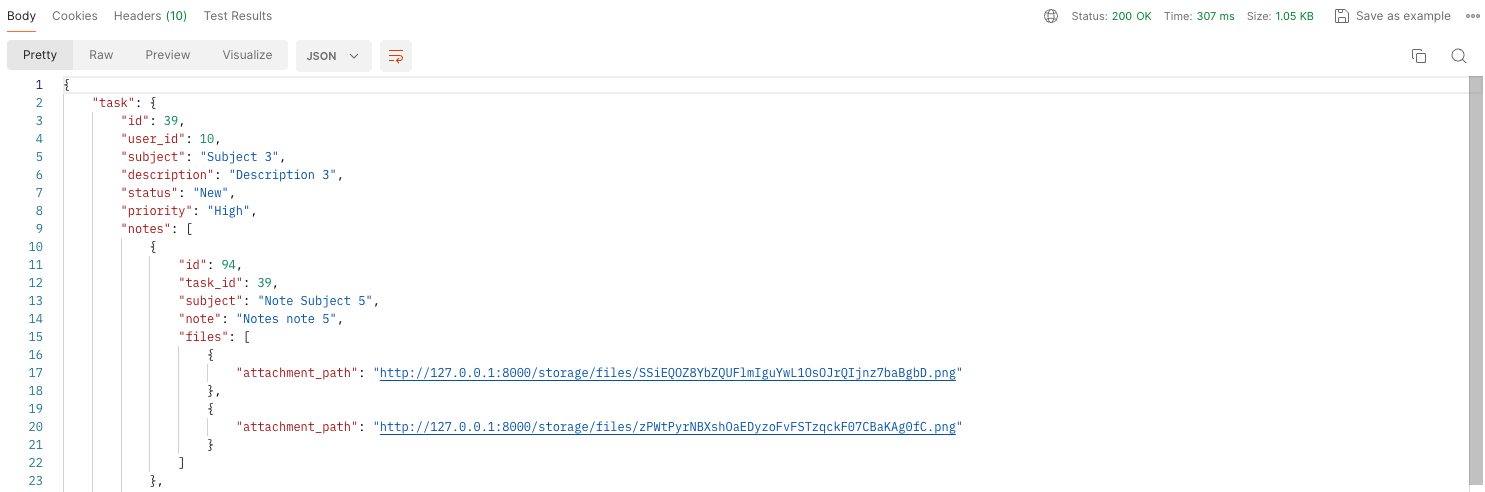 Body Cookies Headers (10) Test Results Status: 200 OK Time: 307 ms Size: 1.05 KB Save as example
Pretty Raw Preview Visualize JSON
1 {
2 "task": {
3 "id": 39,
4 "user_id": 10,
5 "subject": "Subject 3",
6 "description": "Description 3",
7 "status": "New",
8 "priority": "High",
9 "notes": [
10 {
11 "id": 94,
12 "task_id": 39,
13 "subject": "Note Subject 5",
14 "note": "Notes note 5",
15 "files": [
16 {
17 "attachment_path": "http://127.0.0.1:8000/storage/files/SSiEQOZ8YbZQUFlmIguYwL1OsOJrQIjnz7baBgbD.png"
18 },
19 {
20 "attachment_path": "http://127.0.0.1:8000/storage/files/zPWtPyrNBXshOaEDyzoFvFSTzqckF07CBaKAg0fC.png"
21 }
22 ]
23 },